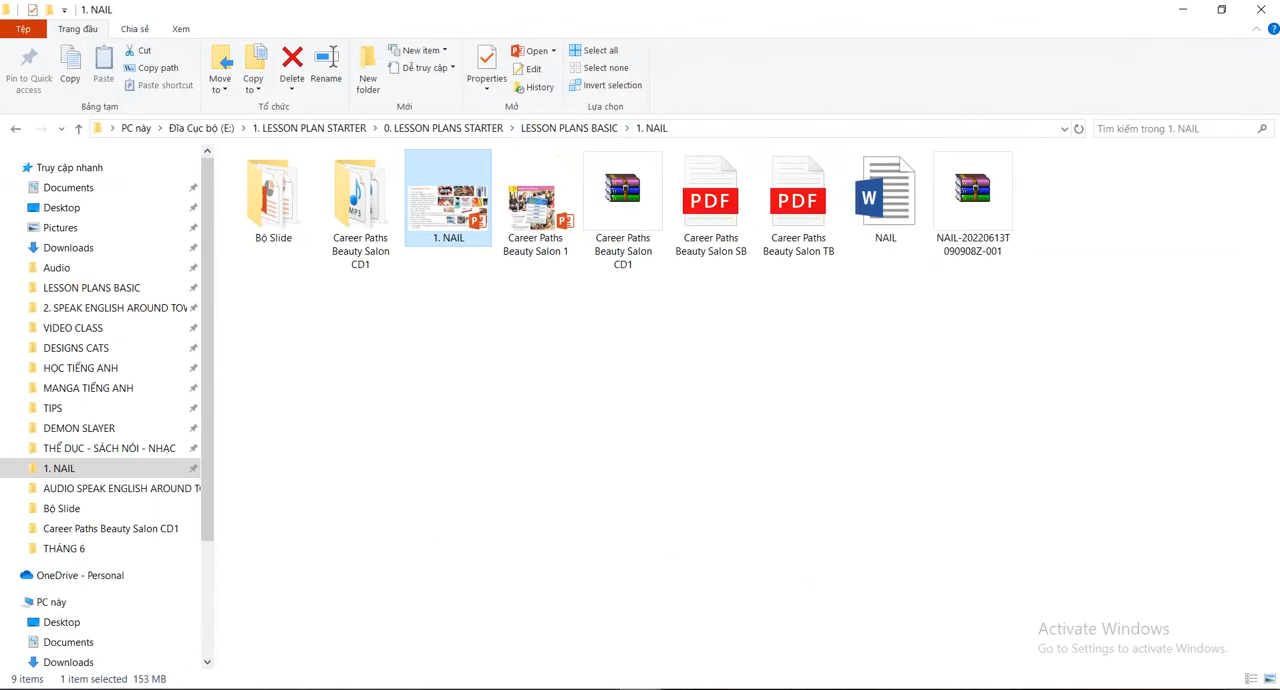 1. NAIL
Tệp
Trang đầu
Chia sẻ
Xem
Pin to Quick access
Copy
Paste
Cut
Copy path
Paste shortcut
Bảng tạm
Move to
Copy to
Delete
Rename
Tổ chức
New folder
New item
Dễ truy cập
Mới
Properties
Open
Edit
History
Mở
Select all
Select none
Invert selection
Lựa chọn
PC này > Đĩa Cục bộ (E:) > 1. LESSON PLAN STARTER > 0. LESSON PLANS STARTER > LESSON PLANS BASIC > 1. NAIL
Tìm kiếm trong 1. NAIL
Truy cập nhanh
Documents
Desktop
Pictures
Downloads
Audio
LESSON PLANS BASIC
2. SPEAK ENGLISH AROUND TOW
VIDEO CLASS
DESIGNS CATS
HỌC TIẾNG ANH
MANGA TIẾNG ANH
TIPS
DEMON SLAYER
THỂ DỤC - SÁCH NÓI - NHẠC
1. NAIL
AUDIO SPEAK ENGLISH AROUND T
Bộ Slide
Career Paths Beauty Salon CD1
THÁNG 6
OneDrive - Personal
PC này
Desktop
Documents
Downloads
Bộ Slide
MP3
Career Paths
Beauty Salon
CD1
1. NAIL
Career Paths
Beauty Salon 1
Career Paths
Beauty Salon
CD1
PDF
Career Paths
Beauty Salon SB
PDF
Career Paths
Beauty Salon TB
W
NAIL
NAIL-20220613T
090908Z-001
Activate Windows
Go to Settings to activate Windows.
9 items 1 item selected 153 MB